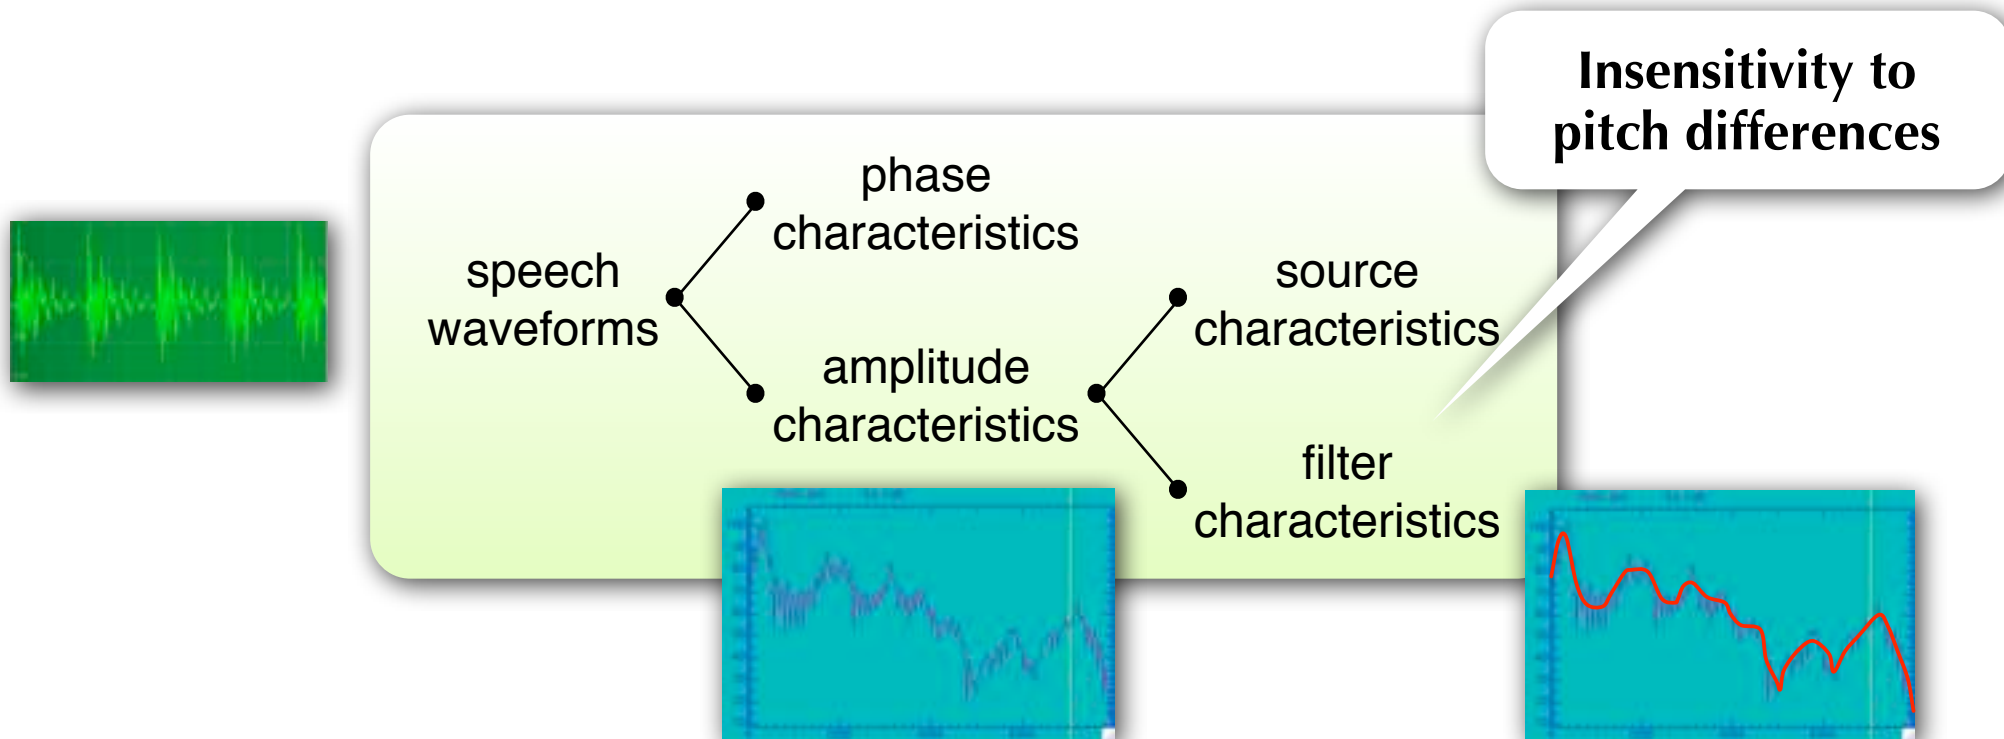 Insensitivity to
pitch differences
phase
characteristics
speech
waveforms
source
characteristics
amplitude
characteristics
filter
characteristics